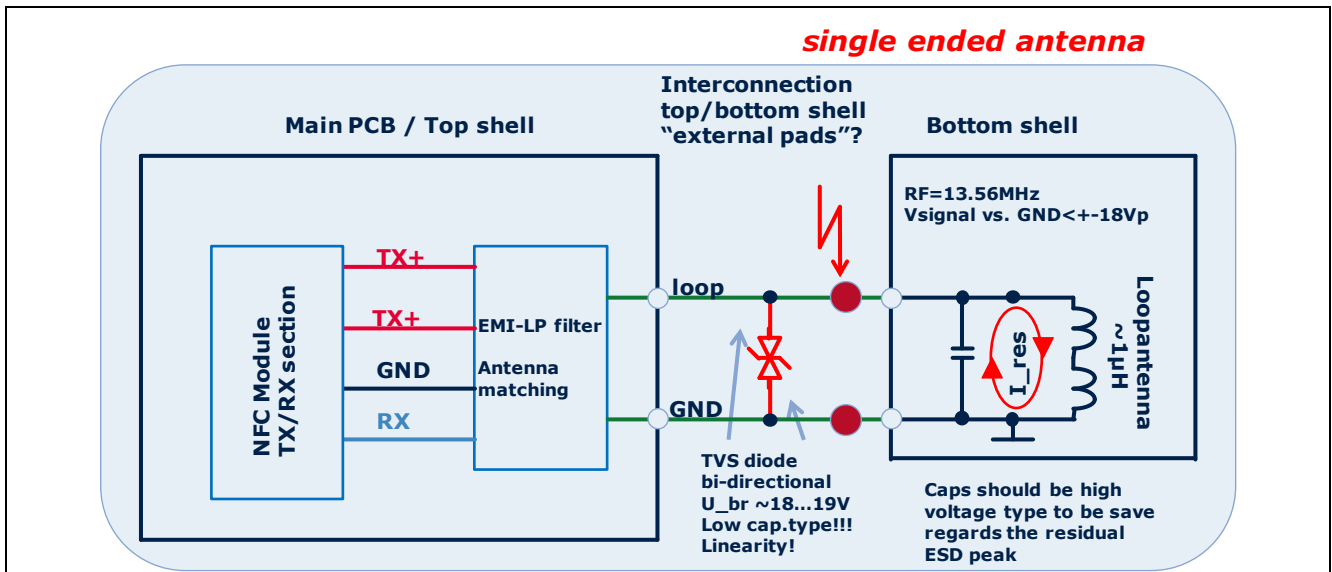 single ended antenna
Interconnection
top/bottom shell
“external pads”?
Main PCB / Top shell
Bottom shell
RF=13.56MHz
Vsignal vs. GND<+-18Vp
NFC Module
TX/RX section
TX+
TX+
GND
RX
EMI-LP filter
Antenna
matching
loop
GND
I_res
Loopantenna
~1µH
TVS diode
bi-directional
U_br ~18...19V
Low cap.type!!!
Linearity!
Caps should be high
voltage type to be save
regards the residual
ESD peak